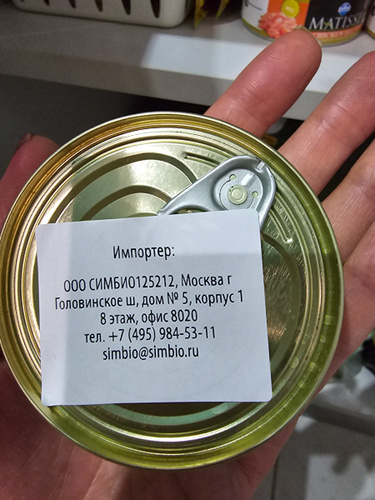 MATISSE
Импортер:
ООО СИМБИО125212, Москва г
Головинское ш, дом № 5, корпус 1
8 этаж, офис 8020
тел. +7 (495) 984-53-11
simbio@simbio.ru